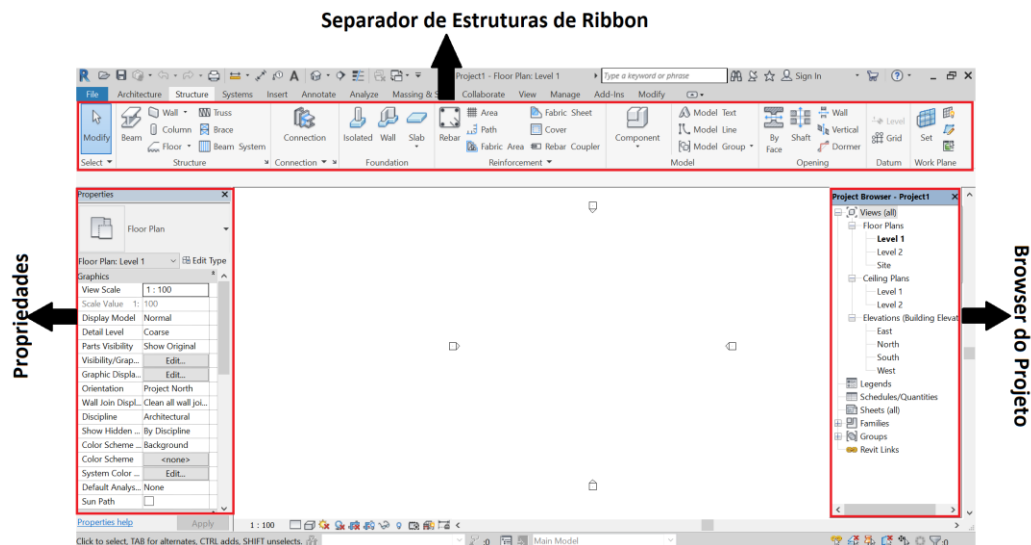 Separador de Estruturas de Ribbon
Project1 - Floor Plan: Level 1 Type a keyword or phrase Sign In
File Architecture Structure Systems Insert Annotate Analyze Massing & Collaborate View Manage Add-Ins Modify
Modify Beam Wall Truss Connection Isolated Wall Slab Rebar Area Fabric Sheet Component Model Text By Face Shaft Wall Level Set
Column Brace Path Cover Model Line Vertical Grid
Floor Beam System Fabric Area Rebar Coupler Model Group Dormer
Select Structure Connection Foundation Reinforcement Model Opening Datum Work Plane
Propriedades
Properties
Floor Plan
Floor Plan: Level 1 Edit Type
Graphics
View Scale 1 : 100
Scale Value 1: 100
Display Model Normal
Detail Level Coarse
Parts Visibility Show Original
Visibility/Grap... Edit...
Graphic Displa... Edit...
Orientation Project North
Wall Join Displ... Clean all wall joi...
Discipline Architectural
Show Hidden ... By Discipline
Color Scheme ... Background
Color Scheme <none>
System Color ... Edit...
Default Analys... None
Sun Path
Properties help Apply
1 : 100
Click to select, TAB for alternates, CTRL adds, SHIFT unselects. :0 Main Model :0
Project Browser - Project1
Views (all)
Floor Plans
Level 1
Level 2
Site
Ceiling Plans
Level 1
Level 2
Elevations (Building Elevat
East
North
South
West
Legends
Schedules/Quantities
Sheets (all)
Families
Groups
Revit Links
Browser do Projeto